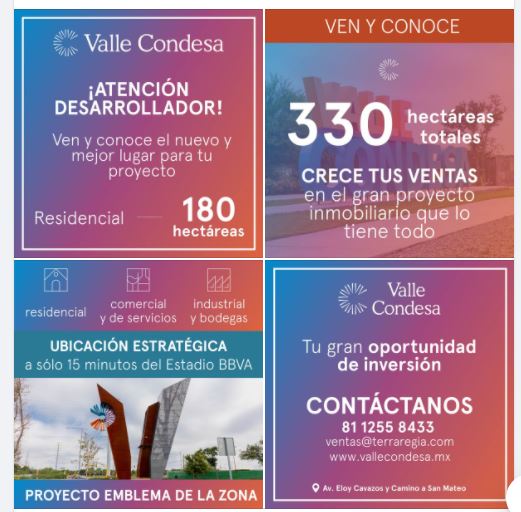 Valle Condesa
¡ATENCIÓN
DESARROLLADOR!
Ven y conoce el nuevo y
mejor lugar para tu
proyecto
Residencial
180
hectáreas
VEN Y CONOCE
330
hectáreas
totales
CRECE TUS VENTAS
en el gran proyecto
inmobiliario que lo
tiene todo
residencial
comercial
y de servicios
industrial
y bodegas
UBICACIÓN ESTRATÉGICA
a sólo 15 minutos del Estadio BBVA
PROYECTO EMBLEMA DE LA ZONA
Valle
Condesa
Tu gran oportunidad
de inversión
CONTÁCTANOS
81 1255 8433
ventas@terraregia.com
www.vallecondesa.mx
Av. Eloy Cavazos y Camino a San Mateo